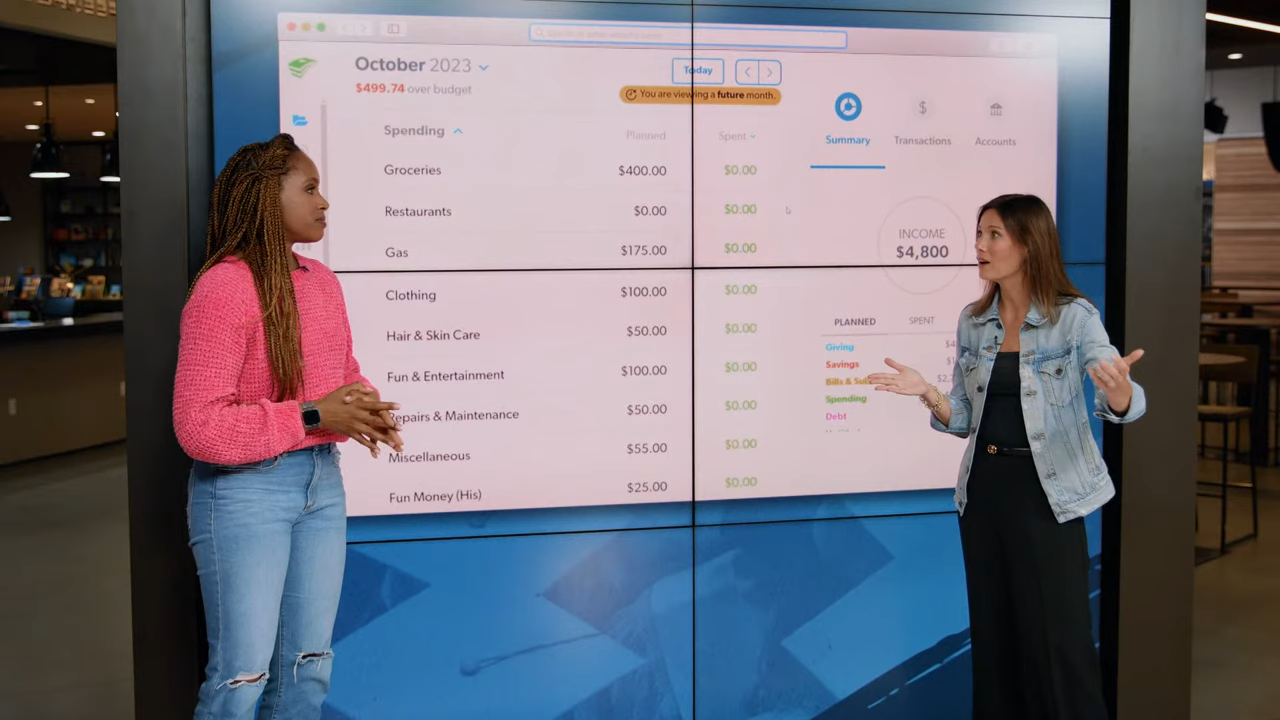 October 2023
Today
$499.74 over budget
You are viewing a future month.
Spending Planned Spent
Groceries $400.00 $0.00
Restaurants $0.00 $0.00
Gas $175.00 $0.00
Clothing $100.00 $0.00
Hair & Skin Care $50.00 $0.00
Fun & Entertainment $100.00 $0.00
Repairs & Maintenance $50.00 $0.00
Miscellaneous $55.00 $0.00
Fun Money (His) $25.00 $0.00
Summary Transactions Accounts
INCOME
$4,800
PLANNED SPENT
Giving
Savings
Bills &
Spending
Debt